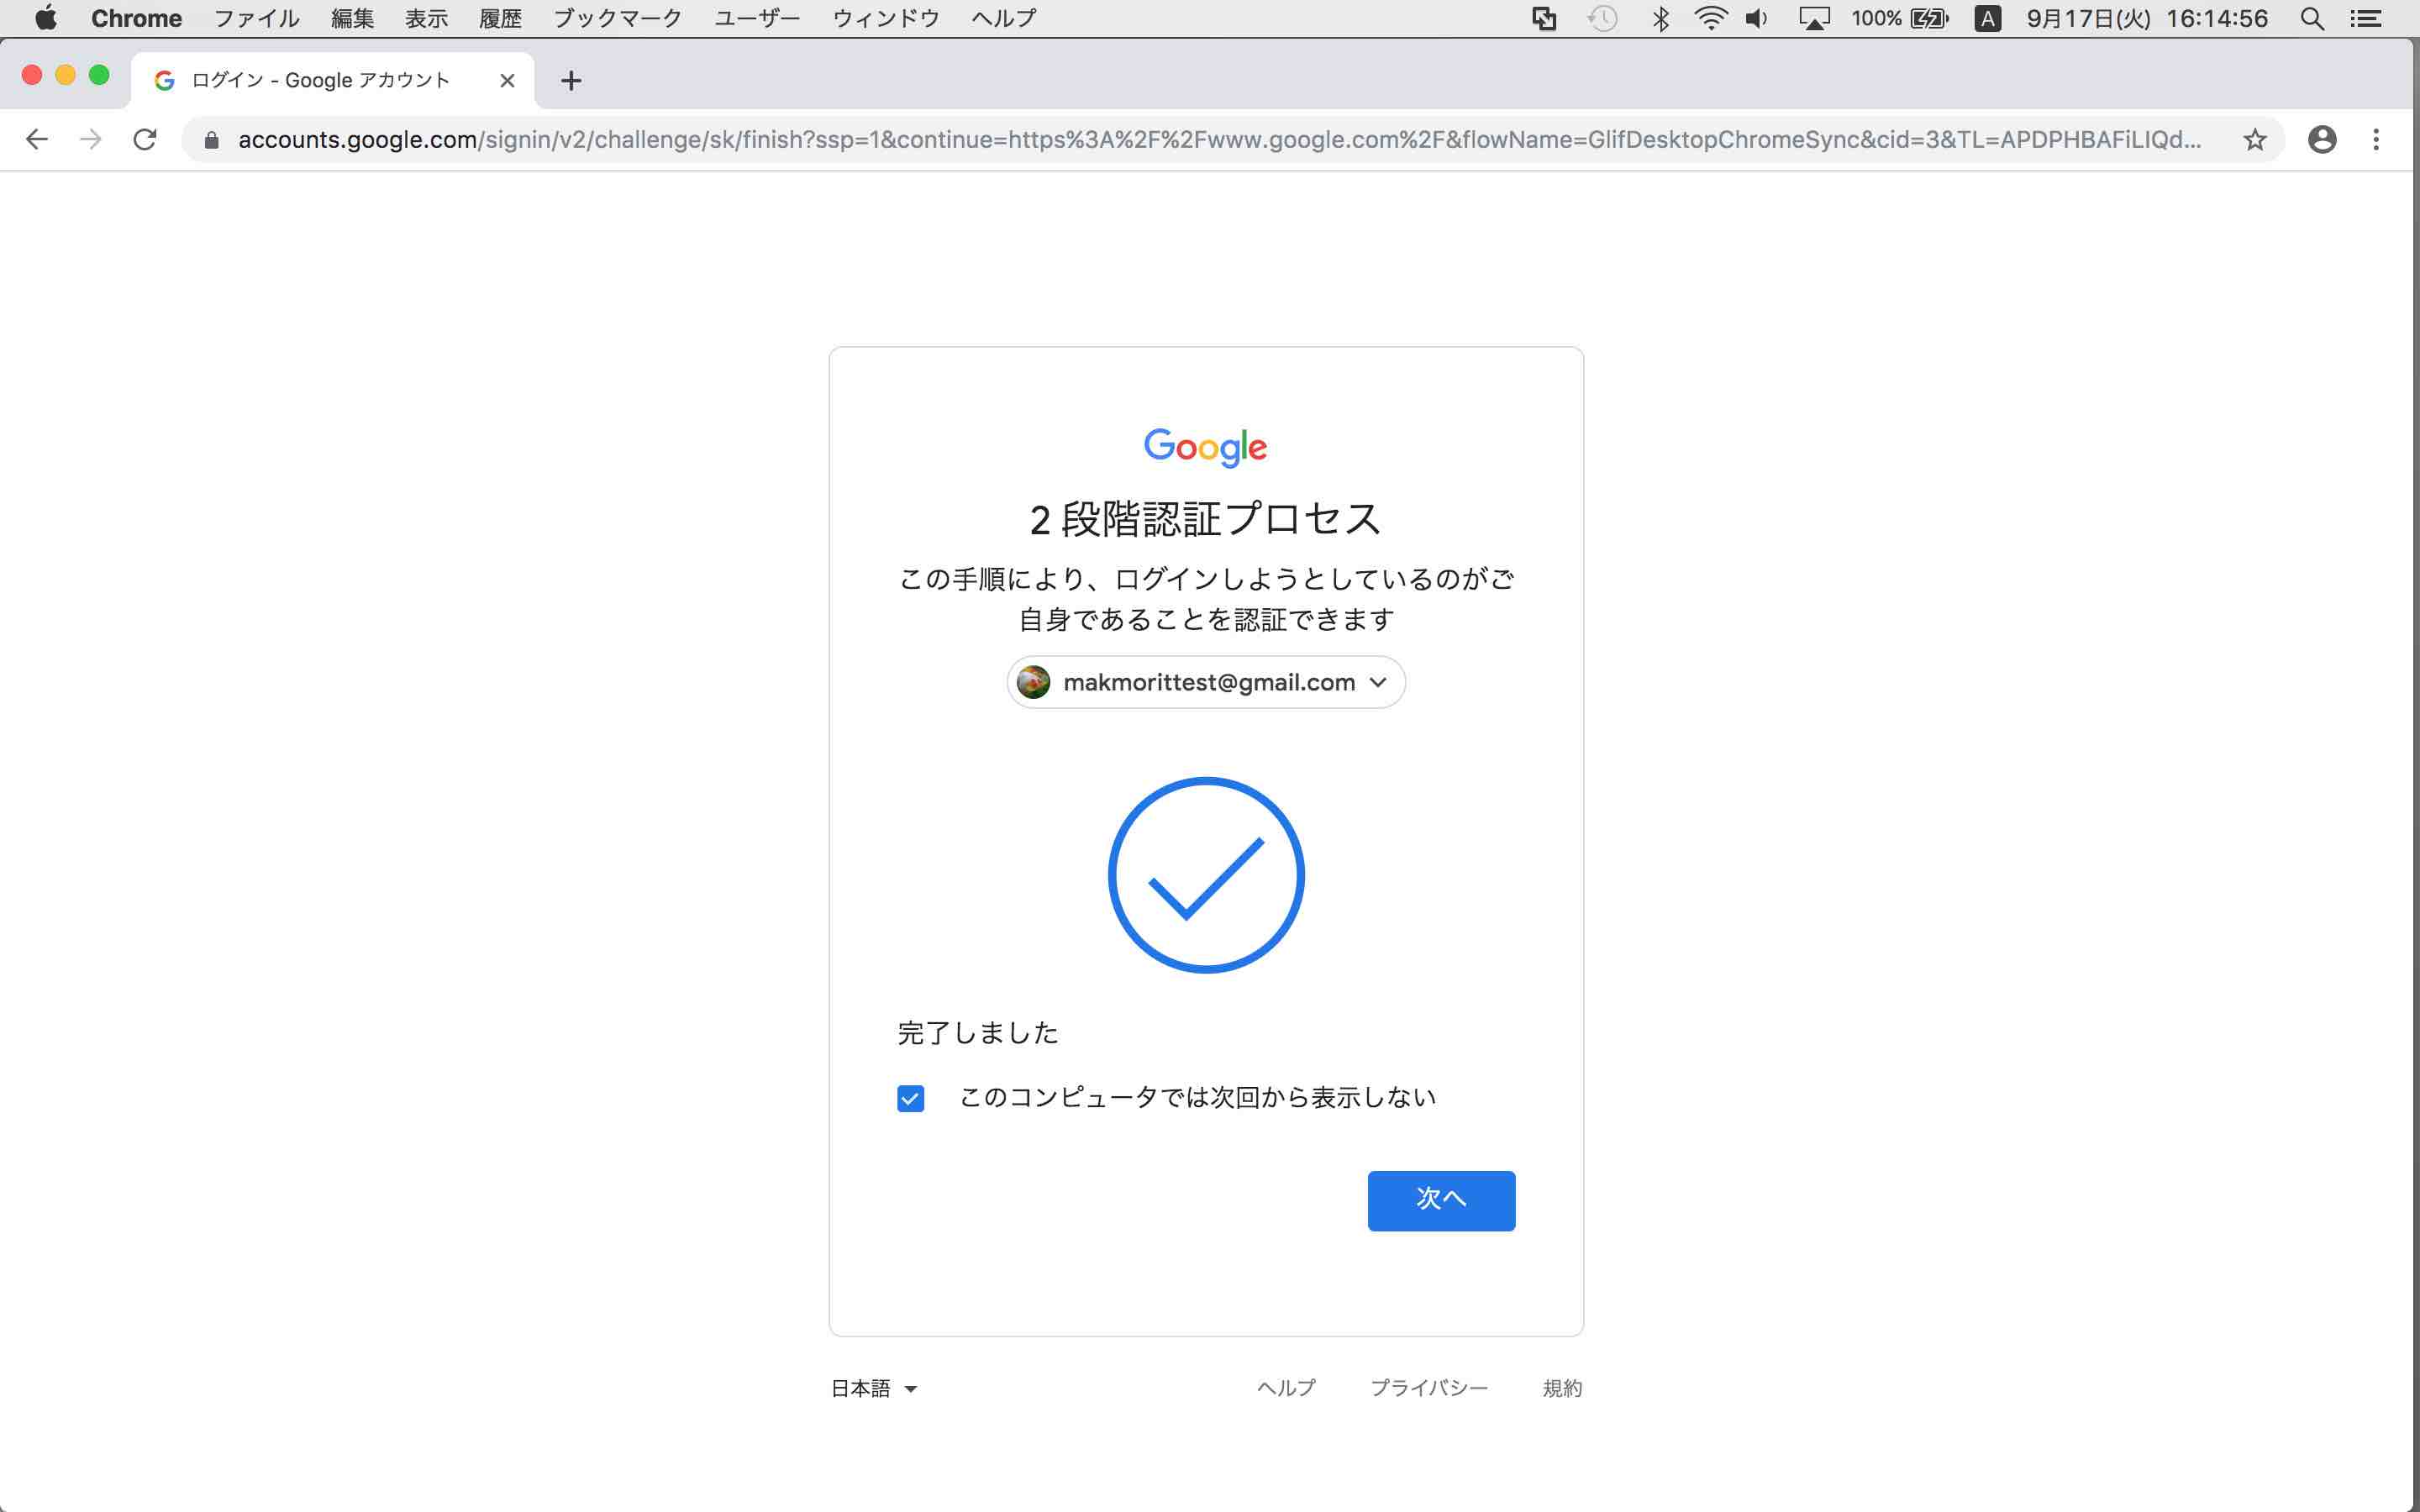 Chrome ファイル 編集 表示 履歴 ブックマーク ユーザー ウィンドウ ヘルプ 100% A 9月17日(火) 16:14:56
ログイン - Google アカウント
accounts.google.com/signin/v2/challenge/sk/finish?ssp=1&continue=https%3A%2F%2Fwww.google.com%2F&flowName=GlifDesktopChromeSync&cid=3&TL=APDPHBAFiLIQd...
Google
2 段階認証プロセス
この手順により、ログインしようとしているのがご
自身であることを認証できます
makmorittest@gmail.com
完了しました
このコンピュータでは次回から表示しない
次へ
日本語 ヘルプ プライバシー 規約